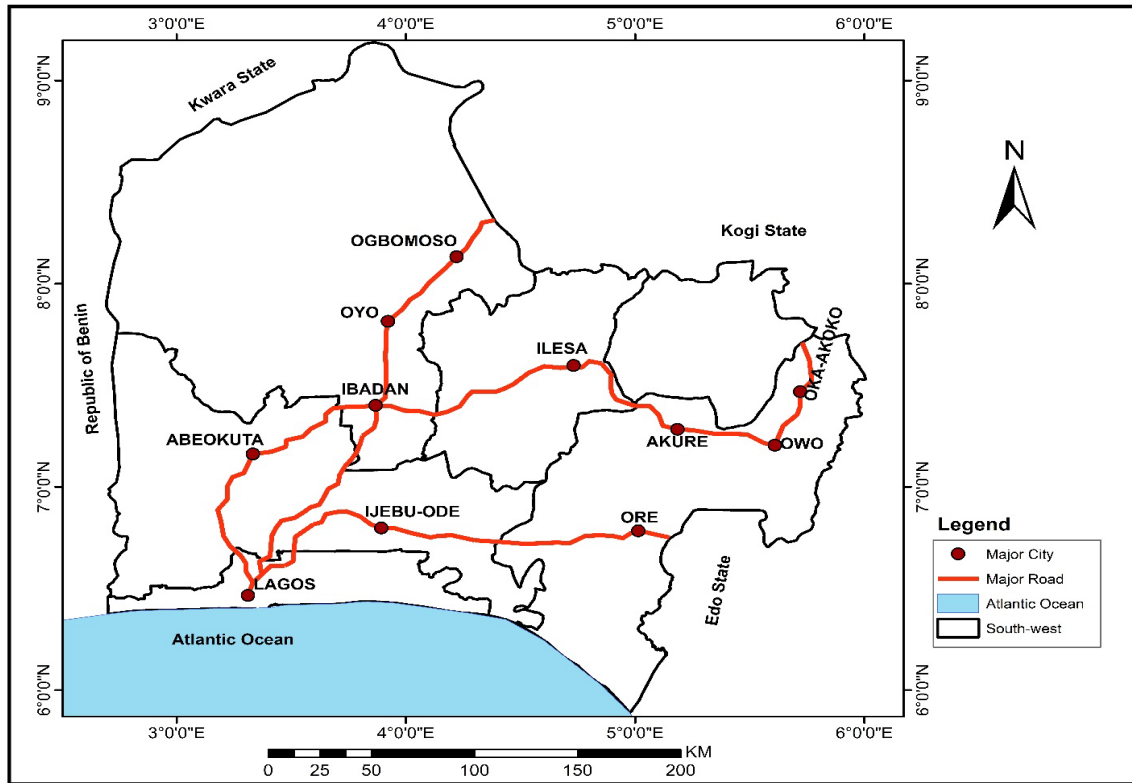 3°0'0"E 4°0'0"E 5°0'0"E 6°0'0"E
9°0'0"N
9°0'0"N
Kwara State
N
Kogi State
OGBOMOSO
8°0'0"N
8°0'0"N
OYO
ILESA
OKA-AKOKO
Republic of Benin
IBADAN
ABEOKUTA
AKURE
OWO
7°0'0"N
7°0'0"N
IJEBU-ODE
ORE
LAGOS
Edo State
Atlantic Ocean
6°0'0"N
6°0'0"N
3°0'0"E 4°0'0"E 5°0'0"E 6°0'0"E
Legend
Major City
Major Road
Atlantic Ocean
South-west
KM
0 25 50 100 150 200